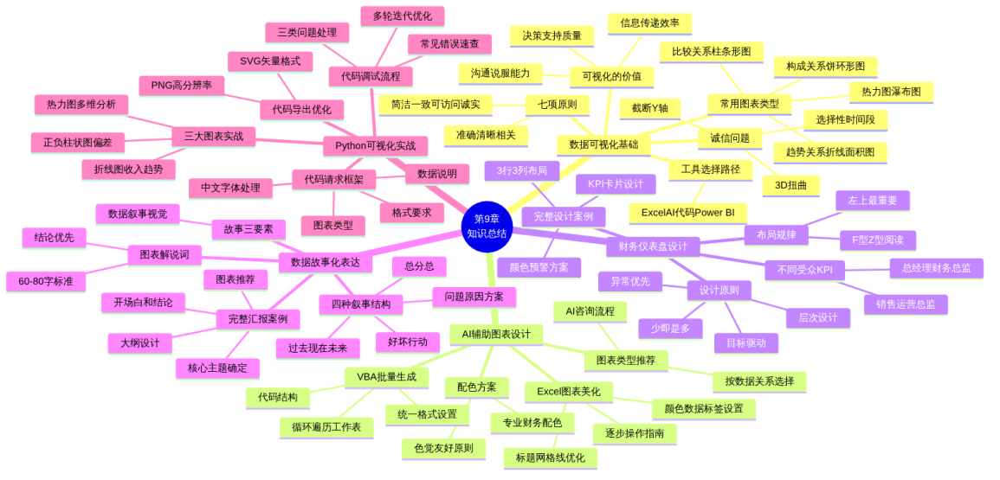 第9章
知识总结
数据可视化基础
可视化的价值
决策支持质量
信息传递效率
沟通说服能力
七项原则
简洁一致可访问诚实
准确清晰相关
常用图表类型
比较关系柱条形图
构成关系饼环形图
热力图瀑布图
趋势关系折线面积图
诚信问题
截断Y轴
选择性时间段
3D扭曲
工具选择路径
ExcelAI代码Power BI
财务仪表盘设计
完整设计案例
3行3列布局
KPI卡片设计
颜色预警方案
布局规律
左上最重要
F型Z型阅读
不同受众KPI
总经理财务总监
销售运营总监
设计原则
异常优先
少即是多
目标驱动
层次设计
AI辅助图表设计
图表类型推荐
AI咨询流程
按数据关系选择
Excel图表美化
颜色数据标签设置
逐步操作指南
标题网格线优化
配色方案
专业财务配色
色觉友好原则
VBA批量生成
代码结构
循环遍历工作表
统一格式设置
数据故事化表达
故事三要素
数据叙事视觉
图表解说词
结论优先
60-80字标准
完整汇报案例
图表推荐
开场白和结论
大纲设计
核心主题确定
四种叙事结构
总分总
问题原因方案
好坏行动
过去现在未来
Python可视化实战
代码调试流程
三类问题处理
多轮迭代优化
常见错误速查
代码导出优化
SVG矢量格式
PNG高分辨率
三大图表实战
热力图多维分析
正负柱状图偏差
折线图收入趋势
代码请求框架
数据说明
中文字体处理
图表类型
格式要求